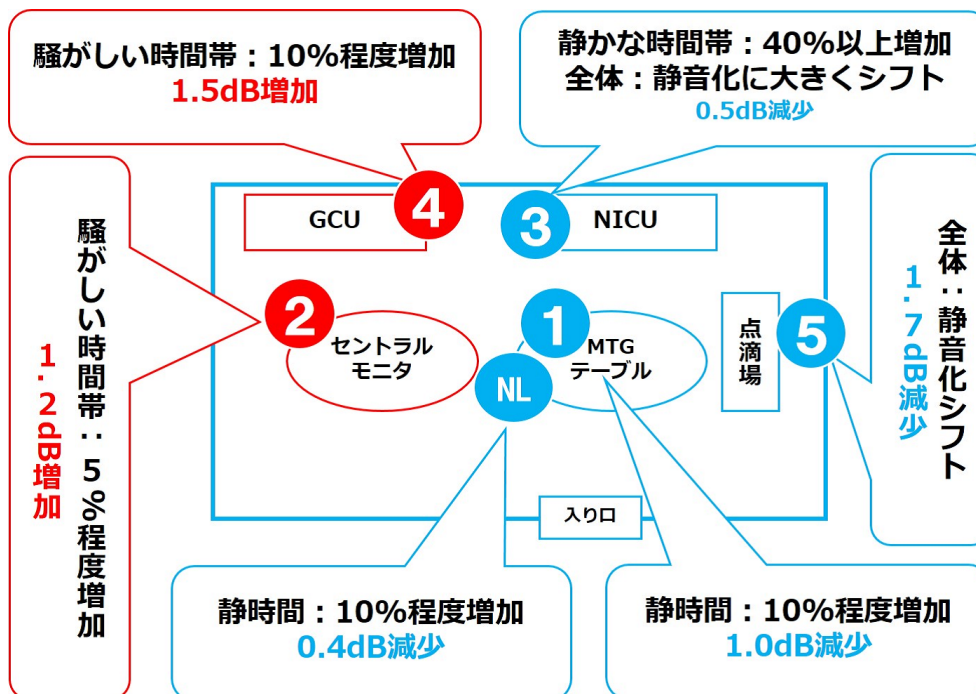 騒がしい時間帯：10%程度増加
1.5dB増加
静かな時間帯：40%以上増加
全体：静音化に大きくシフト
0.5dB減少
騒がしい時間帯：5%程度増加
1.2dB増加
GCU
4
3
NICU
全体：静音化シフト
1.7dB減少
2
セントラル
モニタ
1
MTG
テーブル
NL
点滴場
5
入り口
静時間：10%程度増加
0.4dB減少
静時間：10%程度増加
1.0dB減少